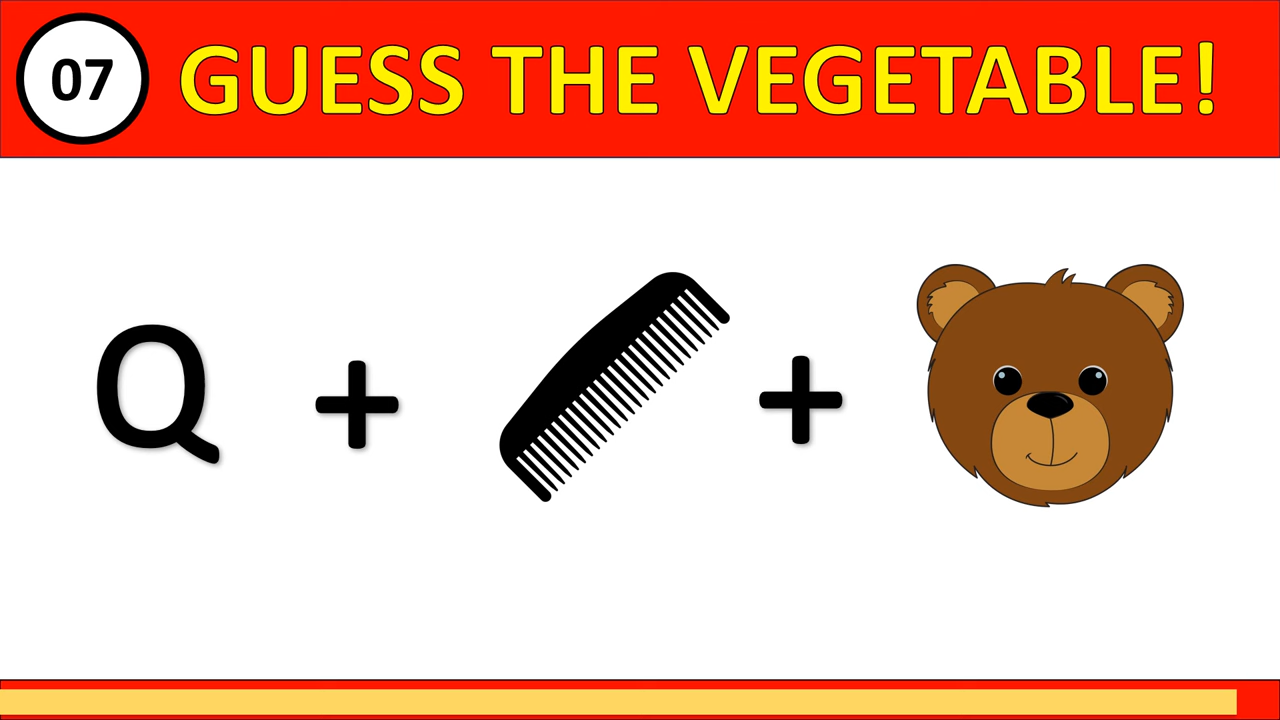 07 GUESS THE VEGETABLE!
Q + +